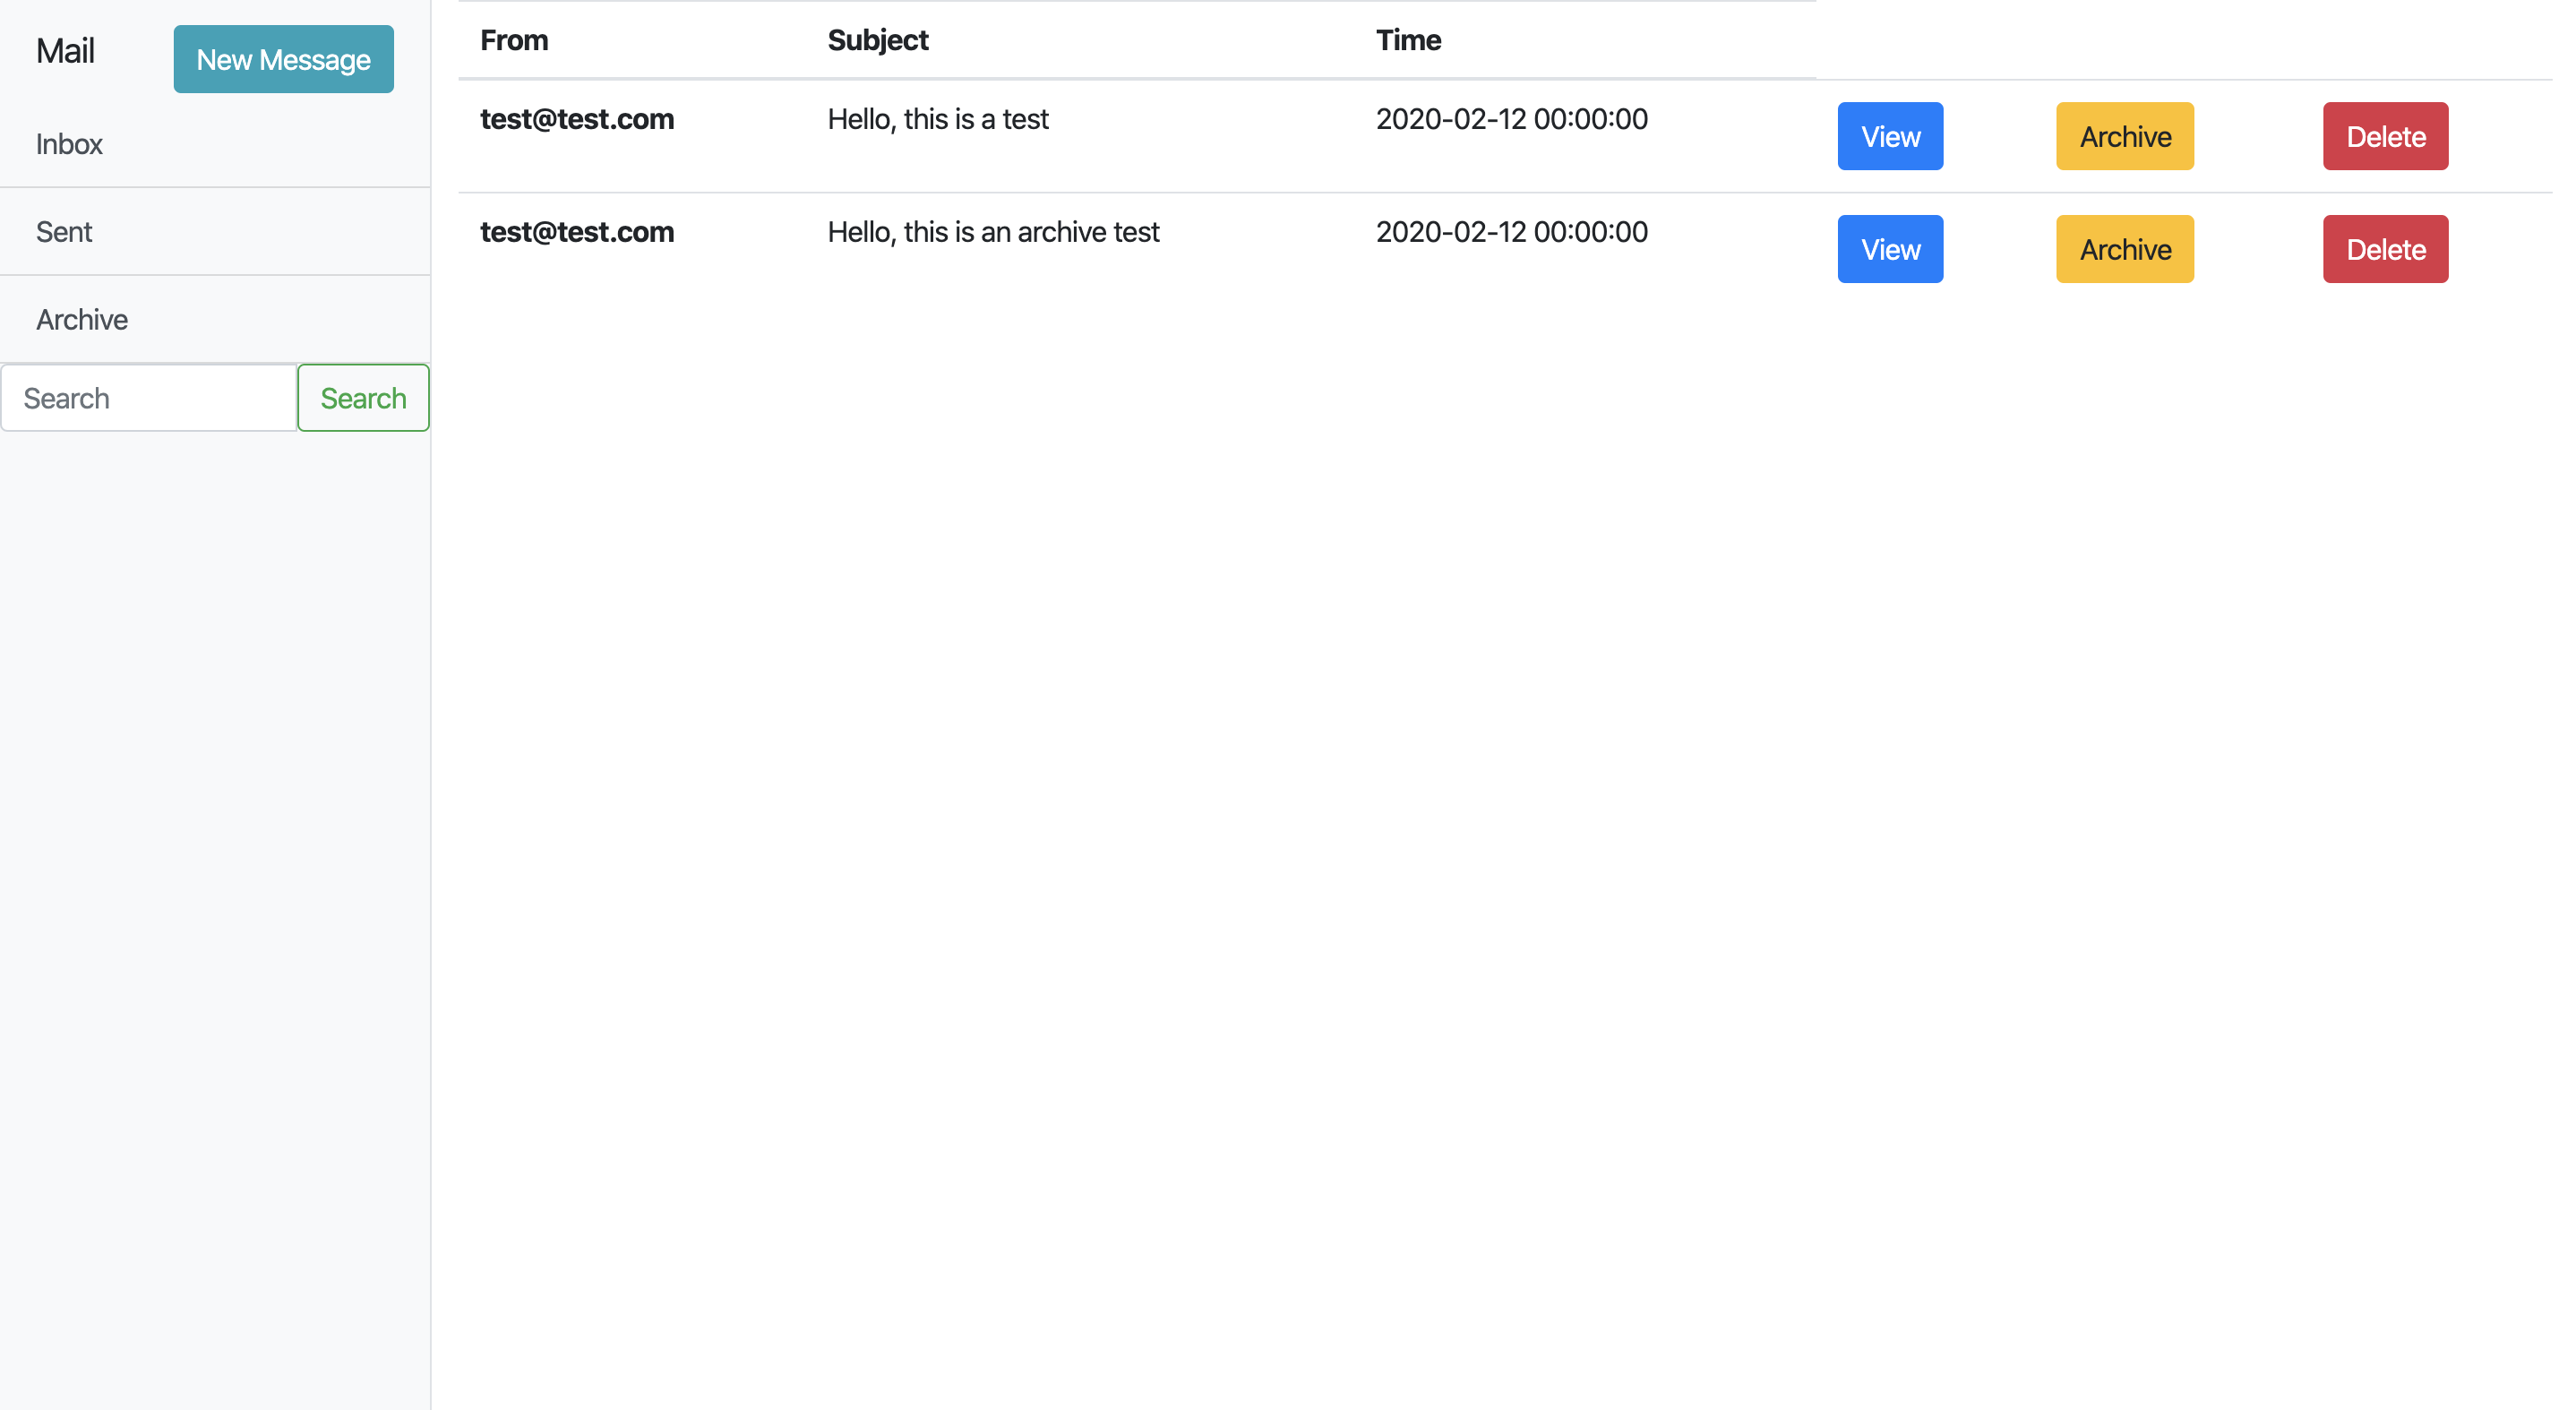 Mail
New Message
Inbox
Sent
Archive
Search Search
From Subject Time
test@test.com Hello, this is a test 2020-02-12 00:00:00 View Archive Delete
test@test.com Hello, this is an archive test 2020-02-12 00:00:00 View Archive Delete